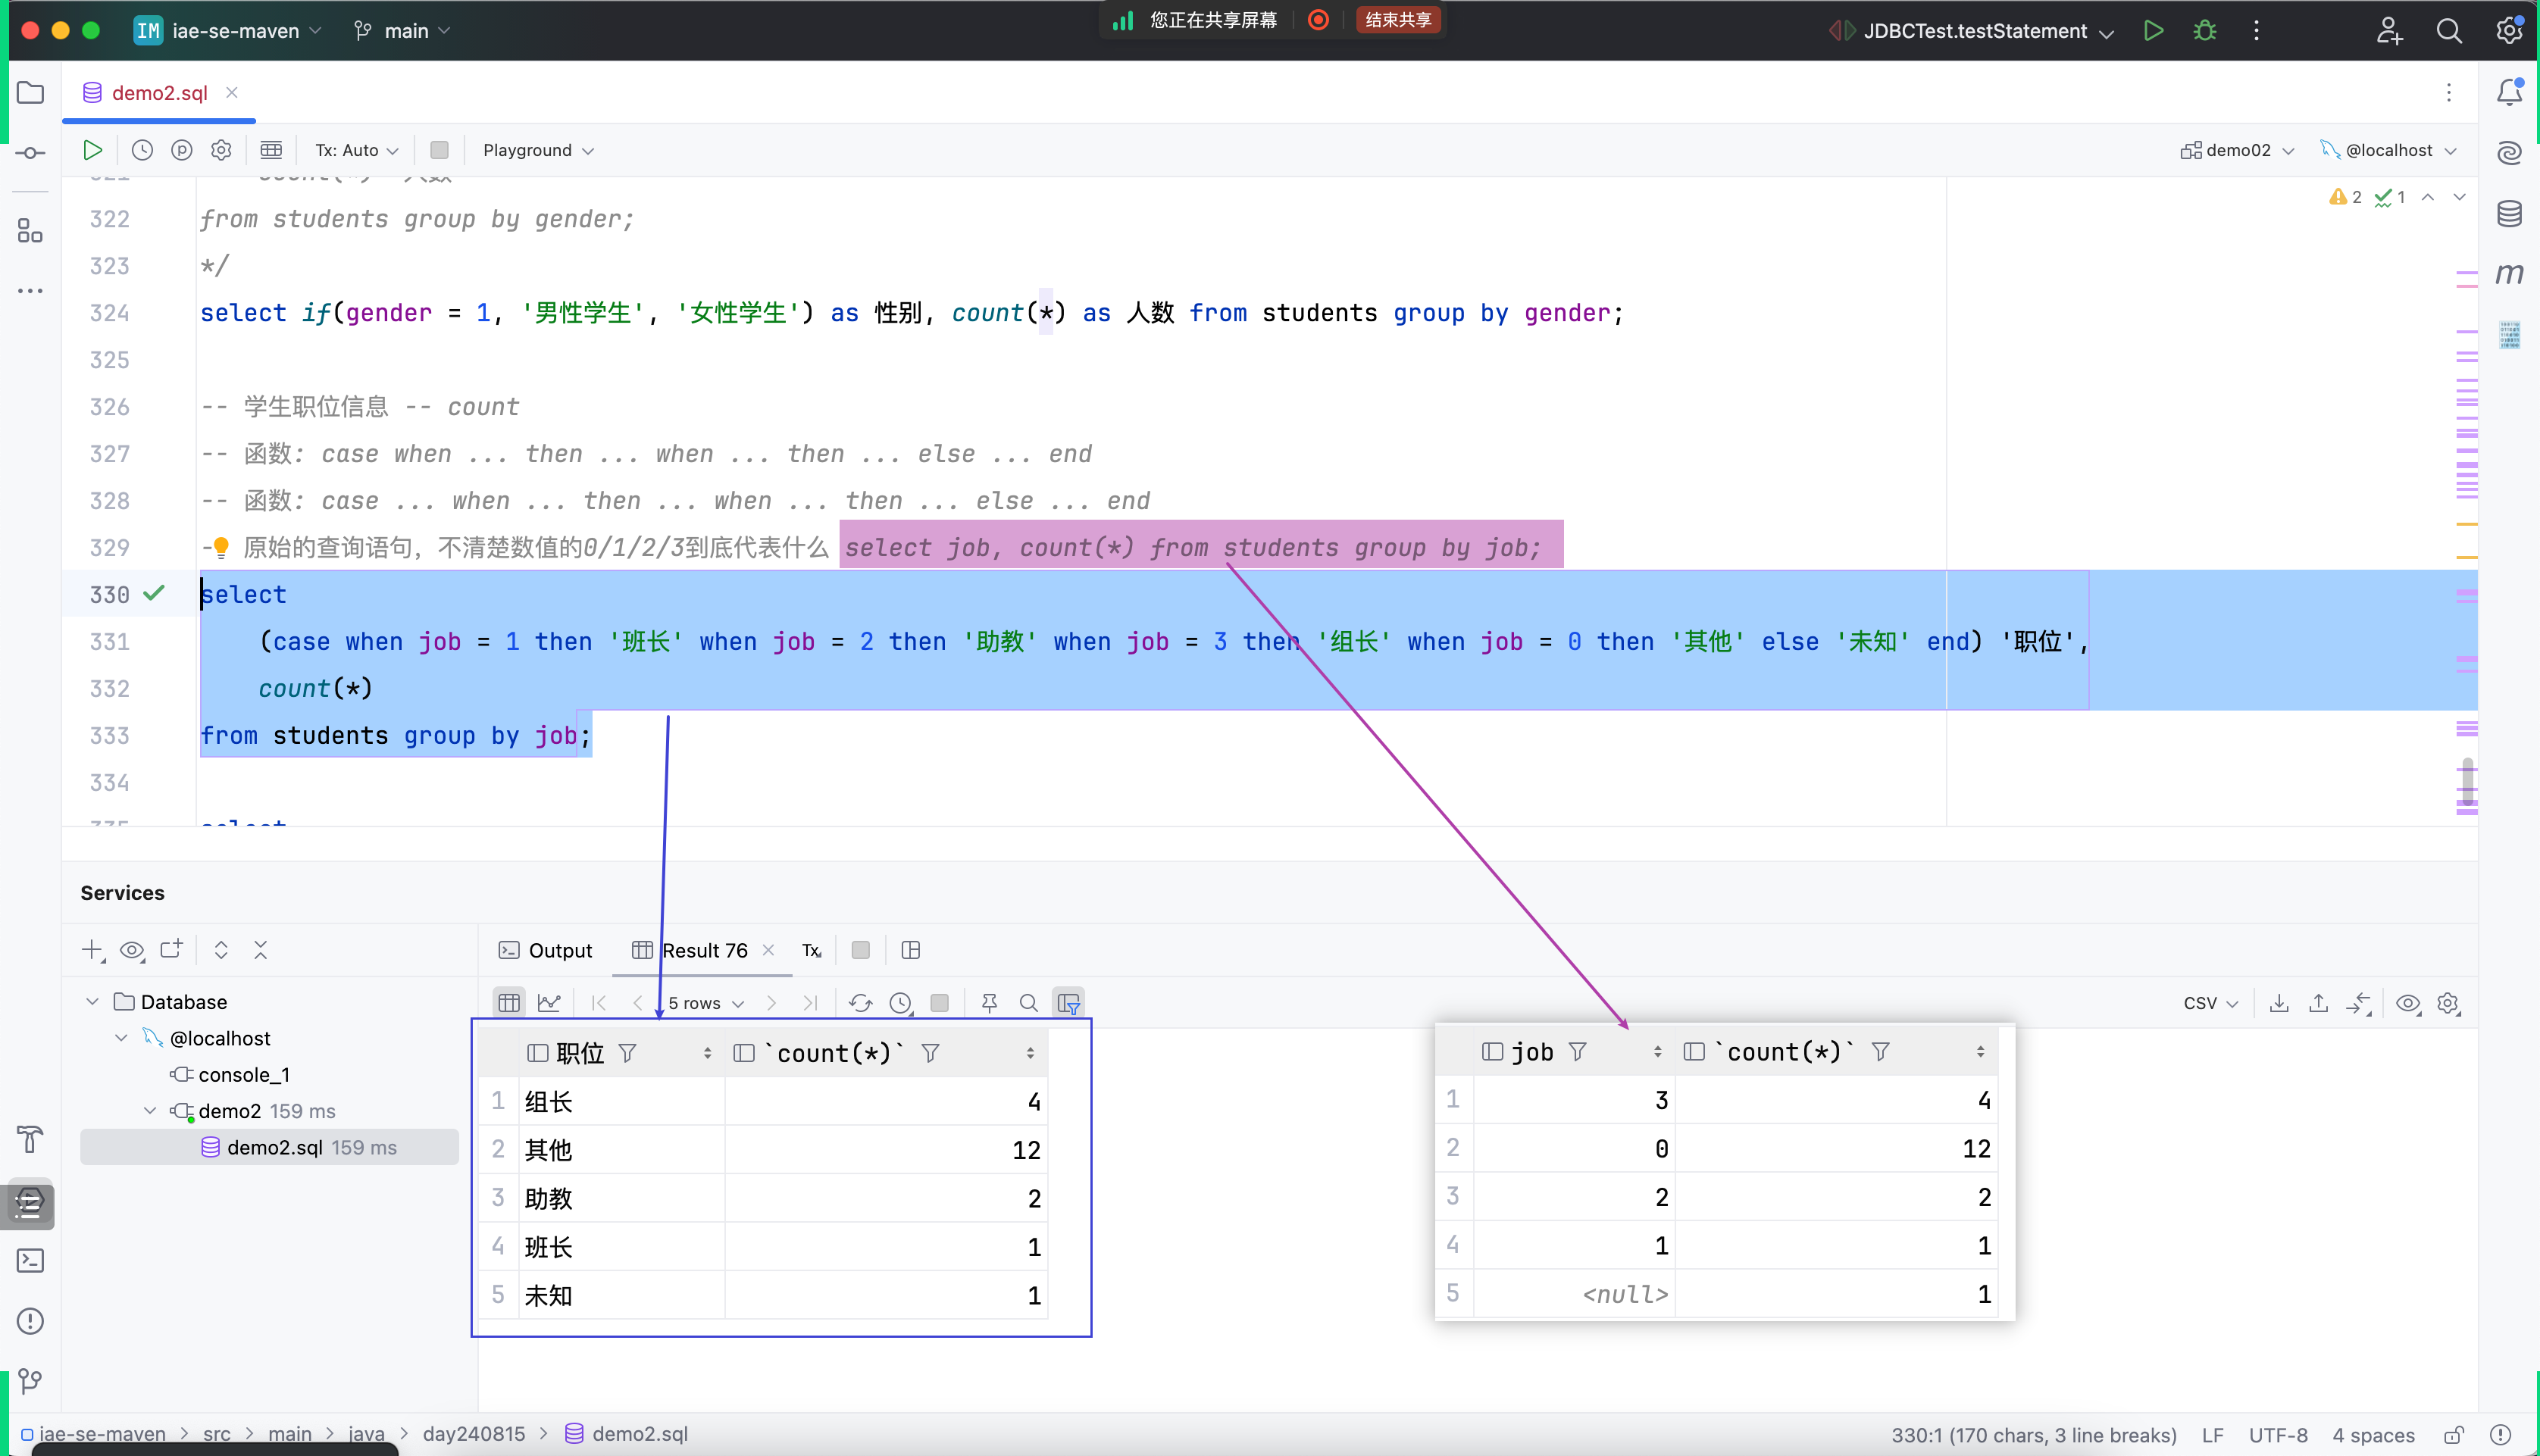 IM iae-se-maven main
您正在共享屏幕 结束共享
JDBCTest.testStatement
demo2.sql
Tx: Auto Playground demo02 @localhost
2 1
322 from students group by gender;
323 */
324 select if(gender = 1, '男性学生', '女性学生') as 性别, count(*) as 人数 from students group by gender;
325
326 -- 学生职位信息 -- count
327 -- 函数: case when ... then ... when ... then ... else ... end
328 -- 函数: case ... when ... then ... when ... then ... else ... end
329 - 原始的查询语句，不清楚数值的0/1/2/3到底代表什么 select job, count(*) from students group by job;
330 select
331 (case when job = 1 then '班长' when job = 2 then '助教' when job = 3 then '组长' when job = 0 then '其他' else '未知' end) '职位',
332 count(*)
333 from students group by job;
334
Services
Output Result 76 Tx
5 rows CSV
Database
@localhost
console_1
demo2 159 ms
demo2.sql 159 ms
职位 `count(*)`
1 组长 4
2 其他 12
3 助教 2
4 班长 1
5 未知 1
job `count(*)`
1 3 4
2 0 12
3 2 2
4 1 1
5 <null> 1
iae-se-maven > src > main > java > day240815 > demo2.sql
330:1 (170 chars, 3 line breaks) LF UTF-8 4 spaces